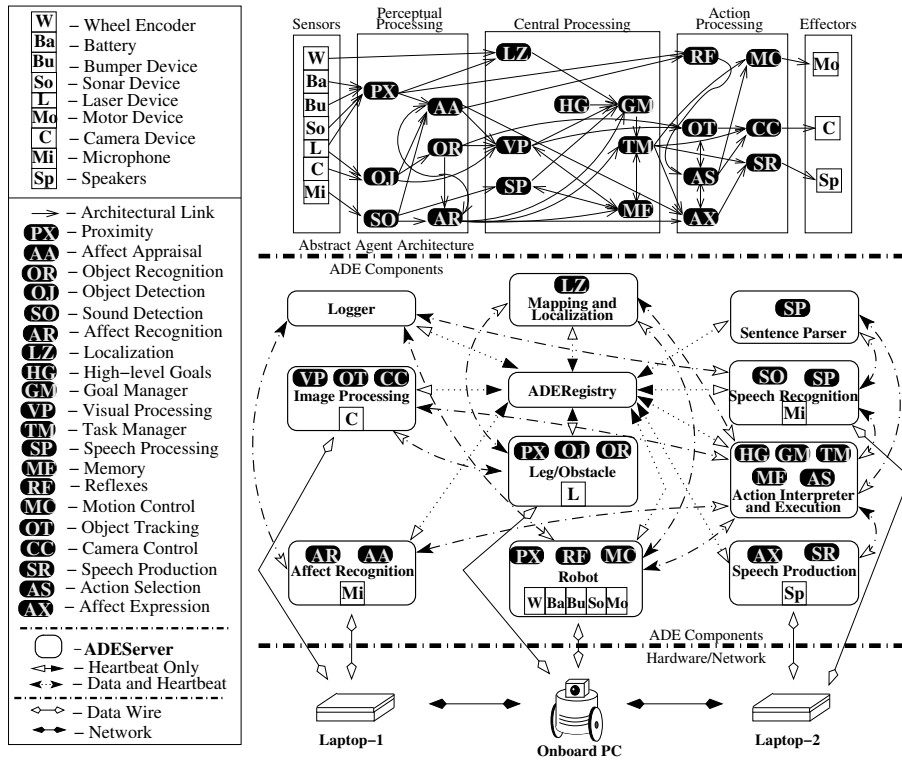 W – Wheel Encoder
Ba – Battery
Bu – Bumper Device
So – Sonar Device
L – Laser Device
Mo – Motor Device
C – Camera Device
Mi – Microphone
Sp – Speakers
– Architectural Link
PX – Proximity
AA – Affect Appraisal
OR – Object Recognition
OJ – Object Detection
SO – Sound Detection
AR – Affect Recognition
LZ – Localization
HG – High–level Goals
GM – Goal Manager
VP – Visual Processing
TM – Task Manager
SP – Speech Processing
MF – Memory
RF – Reflexes
MC – Motion Control
OT – Object Tracking
CC – Camera Control
SR – Speech Production
AS – Action Selection
AX – Affect Expression
– ADEServer
– Heartbeat Only
– Data and Heartbeat
– Data Wire
– Network
Sensors
Perceptual
Processing
Central Processing
Action
Processing
Effectors
W
Ba
Bu
So
L
C
Mi
PX
OJ
SO
AA
OR
AR
LZ
VP
SP
HG
GM
TM
MF
RF
OT
AS
AX
MC
CC
SR
Mo
C
Sp
Abstract Agent Architecture
ADE Components
Logger
LZ
Mapping and
Localization
SP
Sentence Parser
VP OT CC
Image Processing
C
ADERegistry
SO SP
Speech Recognition
Mi
PX OJ OR
Leg/Obstacle
L
HG GM TM
MF AS
Action Interpreter
and Execution
AR AA
Affect Recognition
Mi
PX RF MC
Robot
W Ba Bu So Mo
AX SR
Speech Production
Sp
ADE Components
Hardware/Network
Laptop–1
Onboard PC
Laptop–2